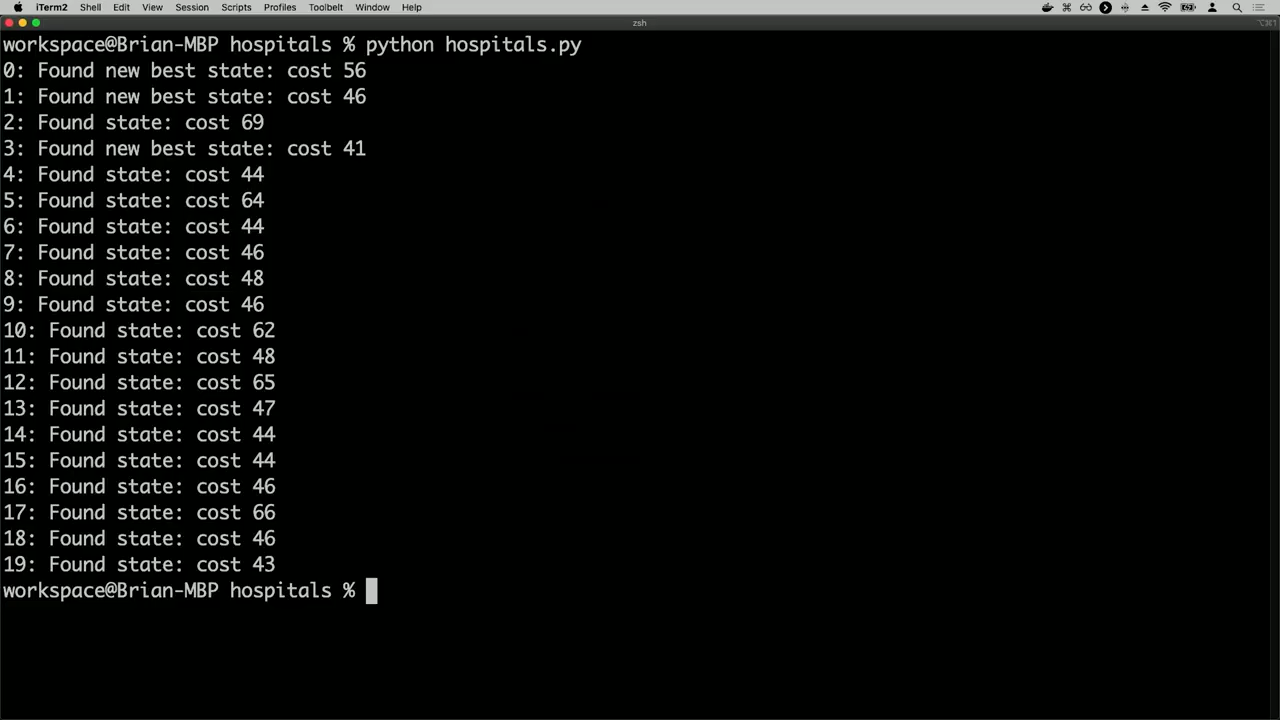 iTerm2 Shell Edit View Session Scripts Profiles Toolbelt Window Help
zsh
workspace@Brian-MBP hospitals % python hospitals.py
0: Found new best state: cost 56
1: Found new best state: cost 46
2: Found state: cost 69
3: Found new best state: cost 41
4: Found state: cost 44
5: Found state: cost 64
6: Found state: cost 44
7: Found state: cost 46
8: Found state: cost 48
9: Found state: cost 46
10: Found state: cost 62
11: Found state: cost 48
12: Found state: cost 65
13: Found state: cost 47
14: Found state: cost 44
15: Found state: cost 44
16: Found state: cost 46
17: Found state: cost 66
18: Found state: cost 46
19: Found state: cost 43
workspace@Brian-MBP hospitals %